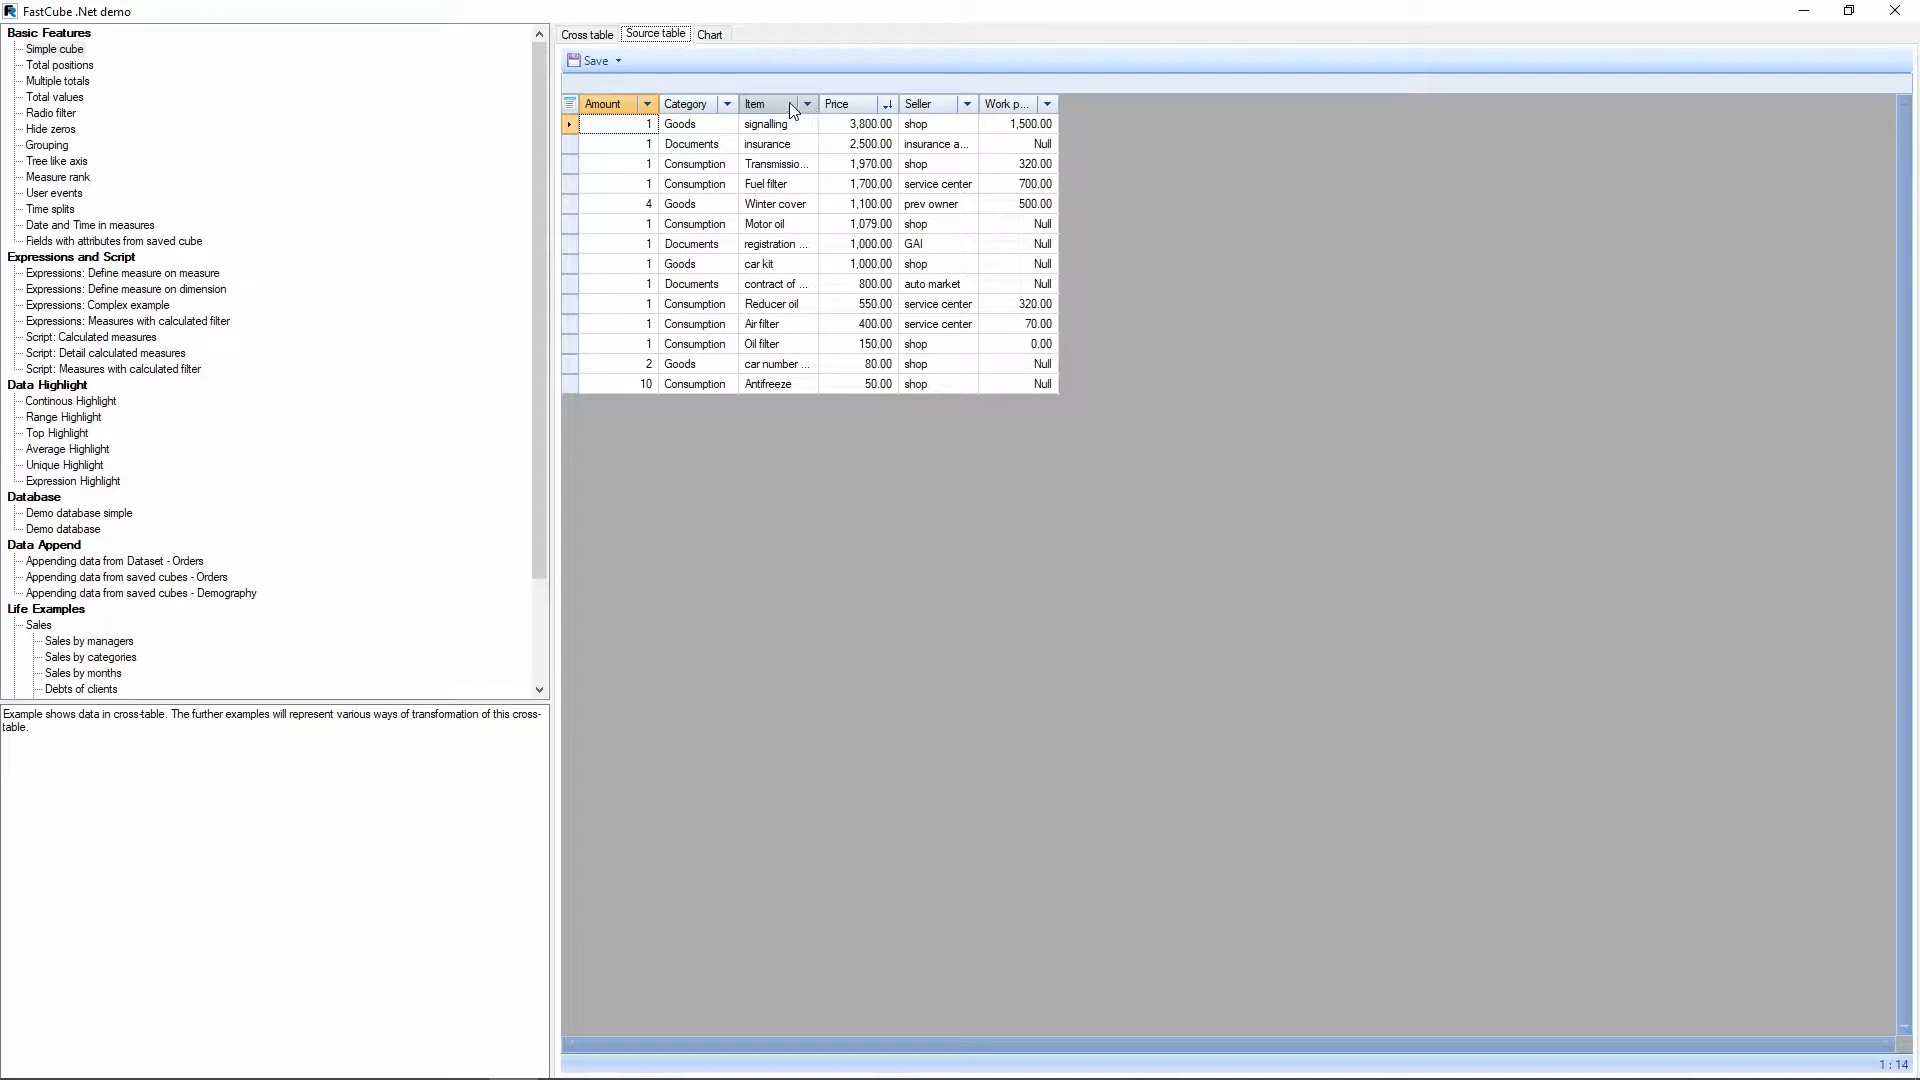 FastCube .Net demo
Basic Features
Simple cube
Total positions
Multiple totals
Total values
Radio filter
Hide zeros
Grouping
Tree like axis
Measure rank
User events
Time splits
Date and Time in measures
Fields with attributes from saved cube
Expressions and Script
Expressions: Define measure on measure
Expressions: Define measure on dimension
Expressions: Complex example
Expressions: Measures with calculated filter
Script: Calculated measures
Script: Detail calculated measures
Script: Measures with calculated filter
Data Highlight
Continous Highlight
Range Highlight
Top Highlight
Average Highlight
Unique Highlight
Expression Highlight
Database
Demo database simple
Demo database
Data Append
Appending data from Dataset - Orders
Appending data from saved cubes - Orders
Appending data from saved cubes - Demography
Life Examples
Sales
Sales by managers
Sales by categories
Sales by months
Debts of clients
Example shows data in cross-table. The further examples will represent various ways of transformation of this cross-
table.
Cross table Source table Chart
Save
Amount Category Item Price Seller Work p...
1 Goods signalling 3,800.00 shop 1,500.00
1 Documents insurance 2,500.00 insurance a... Null
1 Consumption Transmissio... 1,970.00 shop 320.00
1 Consumption Fuel filter 1,700.00 service center 700.00
4 Goods Winter cover 1,100.00 prev owner 500.00
1 Consumption Motor oil 1,079.00 shop Null
1 Documents registration ... 1,000.00 GAI Null
1 Goods car kit 1,000.00 shop Null
1 Documents contract of ... 800.00 auto market Null
1 Consumption Reducer oil 550.00 service center 320.00
1 Consumption Air filter 400.00 service center 70.00
1 Consumption Oil filter 150.00 shop 0.00
2 Goods car number ... 80.00 shop Null
10 Consumption Antifreeze 50.00 shop Null
1 : 14